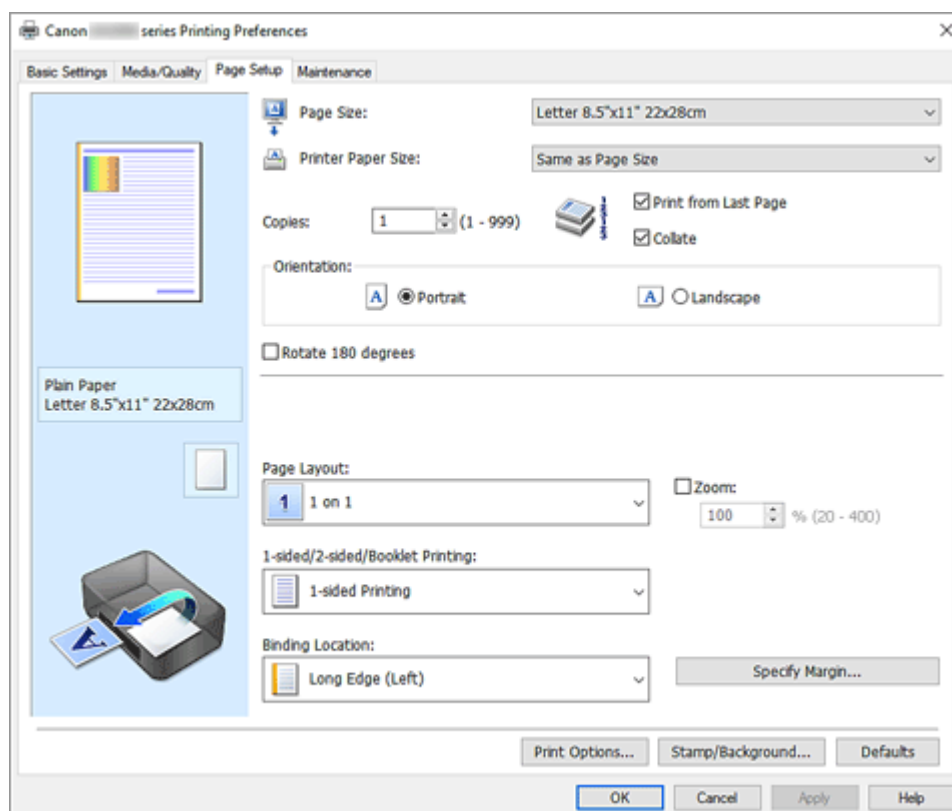 Canon series Printing Preferences
Basic Settings Media/Quality Page Setup Maintenance
Page Size: Letter 8.5"x11" 22x28cm
Printer Paper Size: Same as Page Size
Copies: 1 (1 - 999)
Print from Last Page
Collate
Orientation:
A Portrait A Landscape
Rotate 180 degrees
Plain Paper
Letter 8.5"x11" 22x28cm
Page Layout:
1 1 on 1
Zoom:
100 % (20 - 400)
1-sided/2-sided/Booklet Printing:
1-sided Printing
A
Binding Location:
Long Edge (Left)
Specify Margin...
Print Options... Stamp/Background... Defaults
OK Cancel Apply Help